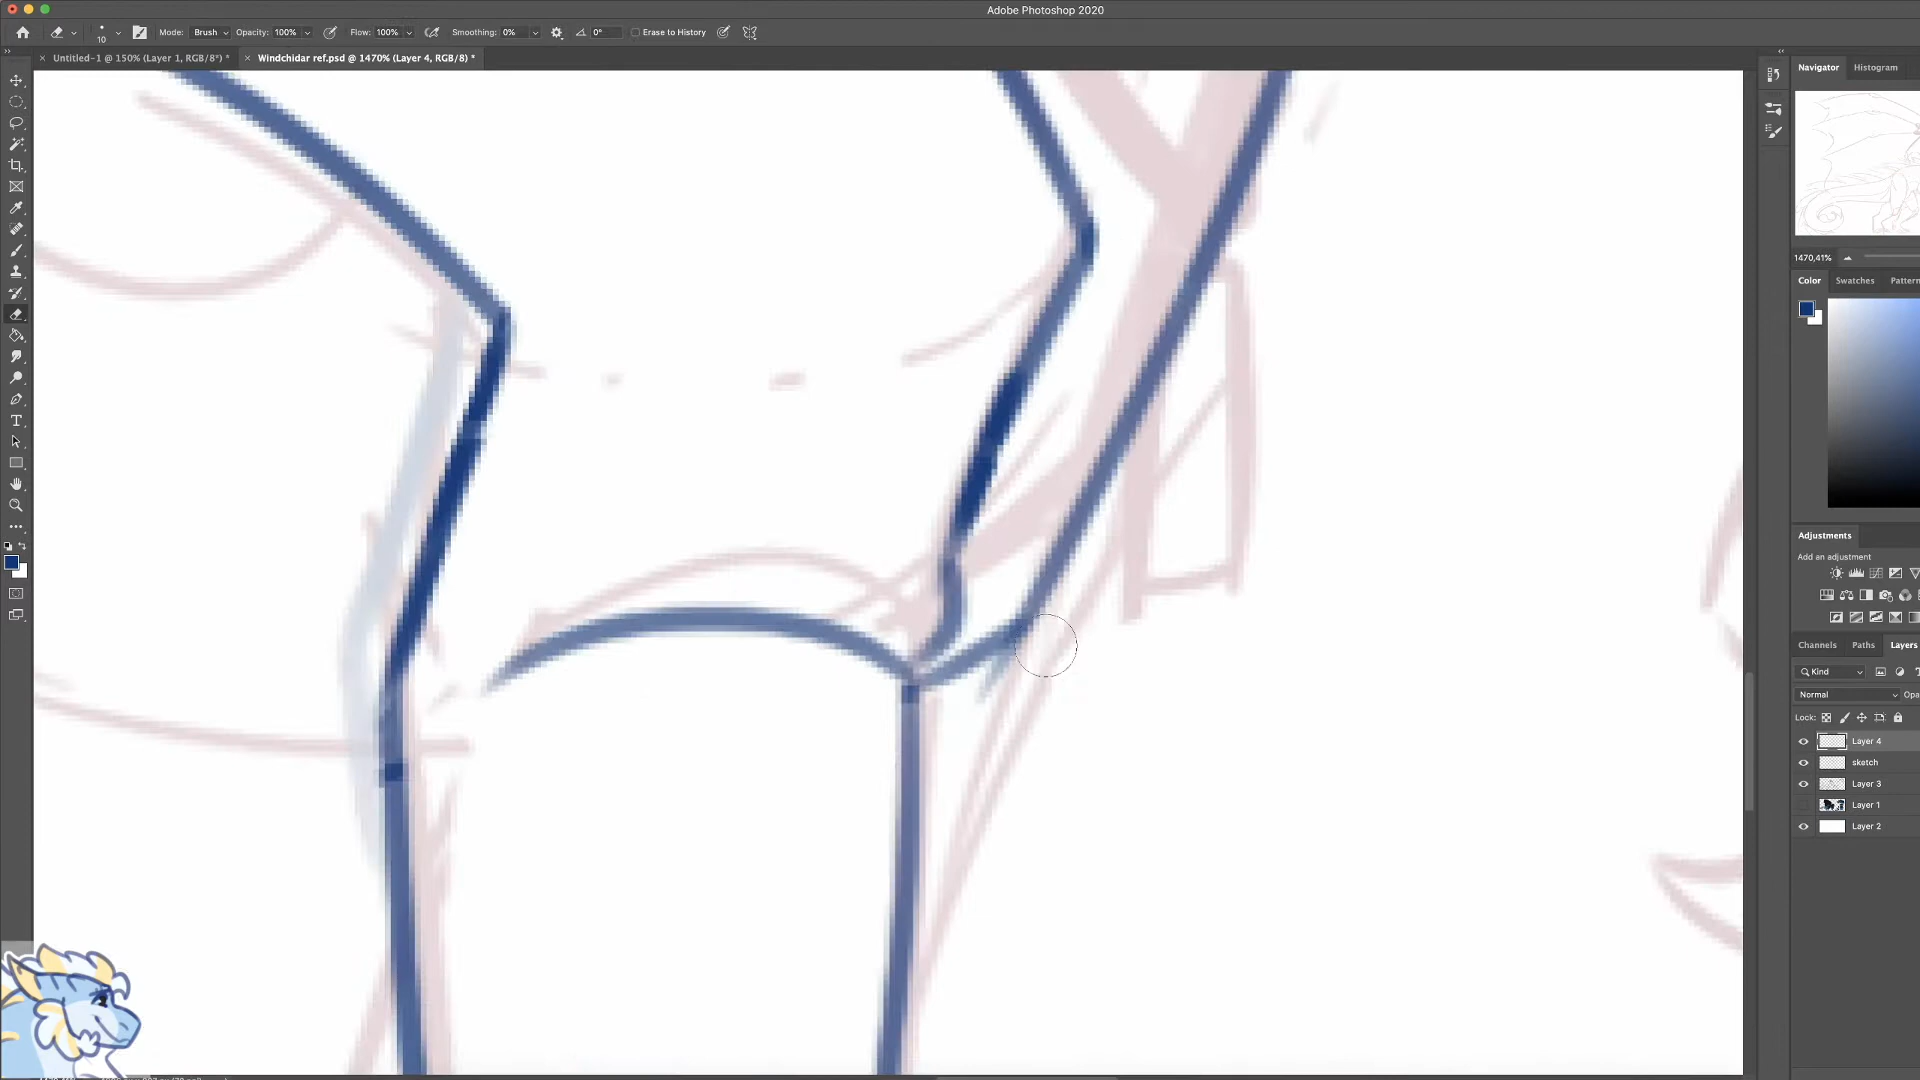 Adobe Photoshop 2020
10 Mode: Brush Opacity: 100% Flow: 100% Smoothing: 0% 0° Erase to History
Untitled-1 @ 150% (Layer 1, RGB/8*) *
Windchidar ref.psd @ 1470% (Layer 4, RGB/8) *
Navigator Histogram
1470,41%
Color Swatches Pattern
Adjustments
Add an adjustment
Channels Paths Layers
Kind
Normal Opa
Lock:
Layer 4
sketch
Layer 3
Layer 1
Layer 2